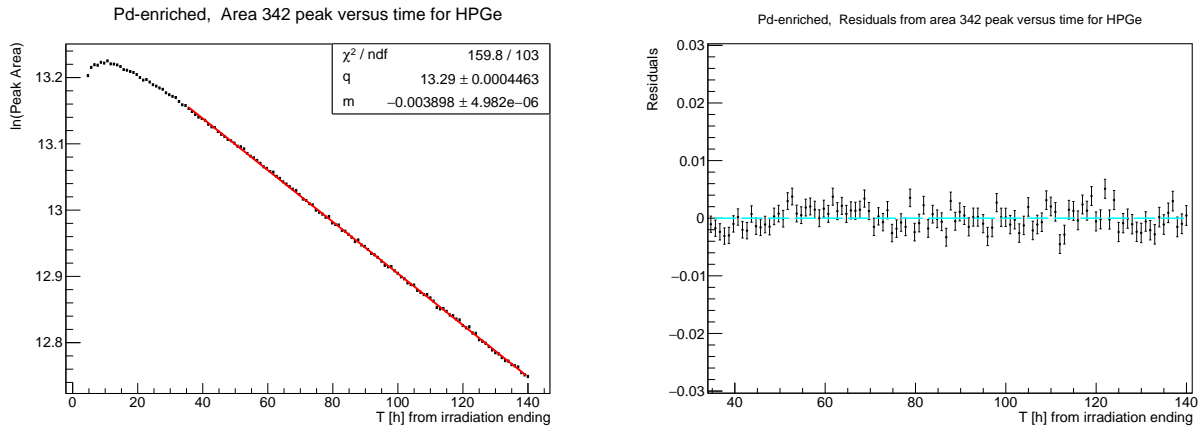 Pd-enriched, Area 342 peak versus time for HPGe
ln(Peak Area)
χ² / ndf 159.8 / 103
q 13.29 ± 0.0004463
m −0.003898 ± 4.982e−06
13.2
13.1
13
12.9
12.8
0 20 40 60 80 100 120 140
T [h] from irradiation ending
Pd-enriched, Residuals from area 342 peak versus time for HPGe
Residuals
0.03
0.02
0.01
0
−0.01
−0.02
−0.03
40 60 80 100 120 140
T [h] from irradiation ending